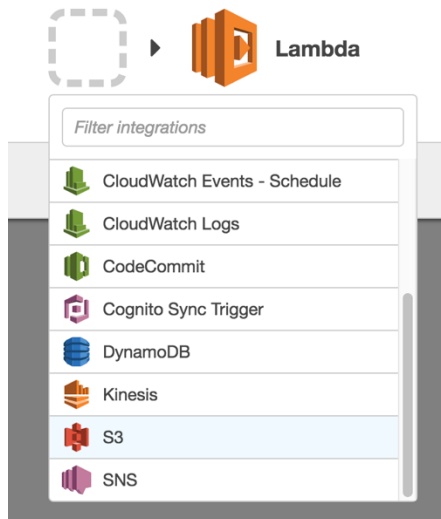 Lambda
Filter integrations
CloudWatch Events - Schedule
CloudWatch Logs
CodeCommit
Cognito Sync Trigger
DynamoDB
Kinesis
S3
SNS